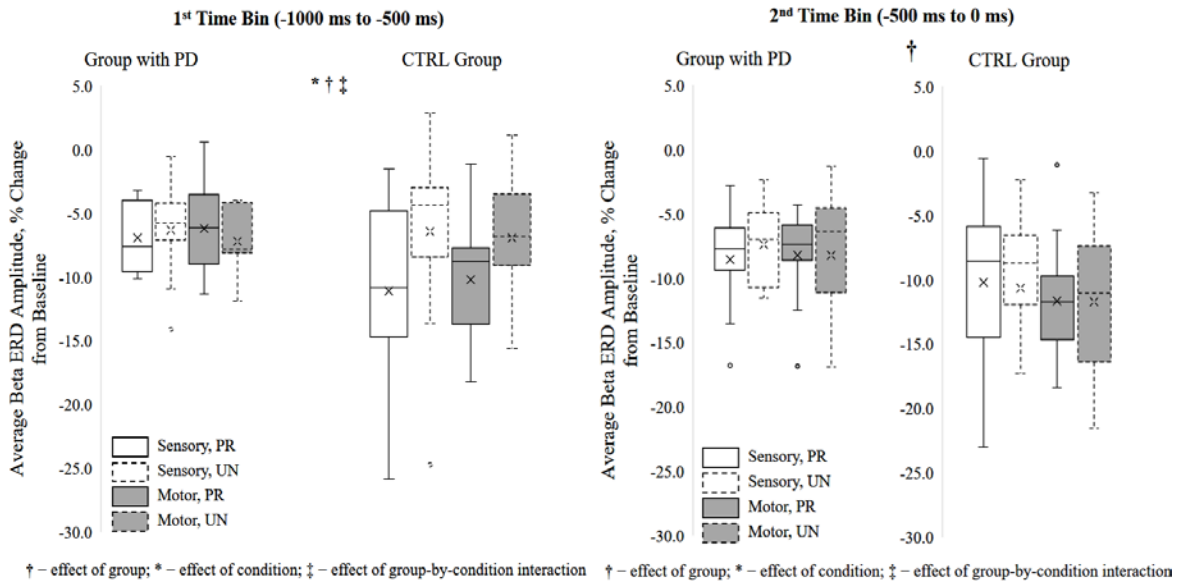 1st Time Bin (-1000 ms to -500 ms)
Group with PD
CTRL Group
* † ‡
5.0
0.0
-5.0
-10.0
-15.0
-20.0
-25.0
-30.0
Average Beta ERD Amplitude, % Change
from Baseline
Sensory, PR
Sensory, UN
Motor, PR
Motor, UN
† – effect of group; * – effect of condition; ‡ – effect of group-by-condition interaction
2nd Time Bin (-500 ms to 0 ms)
Group with PD
†
CTRL Group
5.0
0.0
-5.0
-10.0
-15.0
-20.0
-25.0
-30.0
Average Beta ERD Amplitude, % Change
from Baseline
Sensory, PR
Sensory, UN
Motor, PR
Motor, UN
5.0
0.0
-5.0
-10.0
-15.0
-20.0
-25.0
-30.0
† – effect of group; * – effect of condition; ‡ – effect of group-by-condition interaction